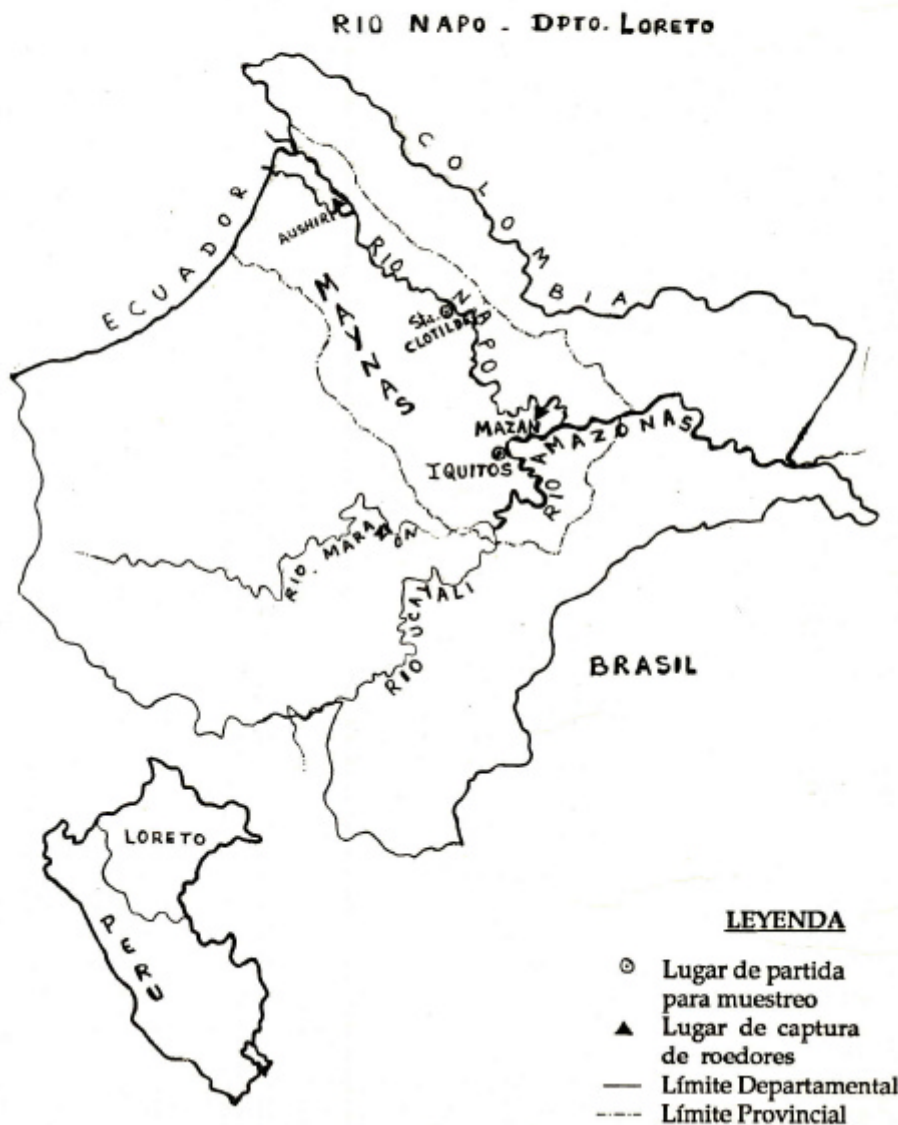 RIO NAPO - DPTO. LORETO
COLOMBIA
ECUADOR
AUSHIRI
RIO NAPO
MAYNAS
Sta.
CLOTILDE
MAZAN
IQUITOS
RIO AMAZONAS
RIO MARAÑON
RIO UCAYALI
BRASIL
LORETO
PERU
LEYENDA
Lugar de partida
para muestreo
Lugar de captura
de roedores
Límite Departamental
Límite Provincial